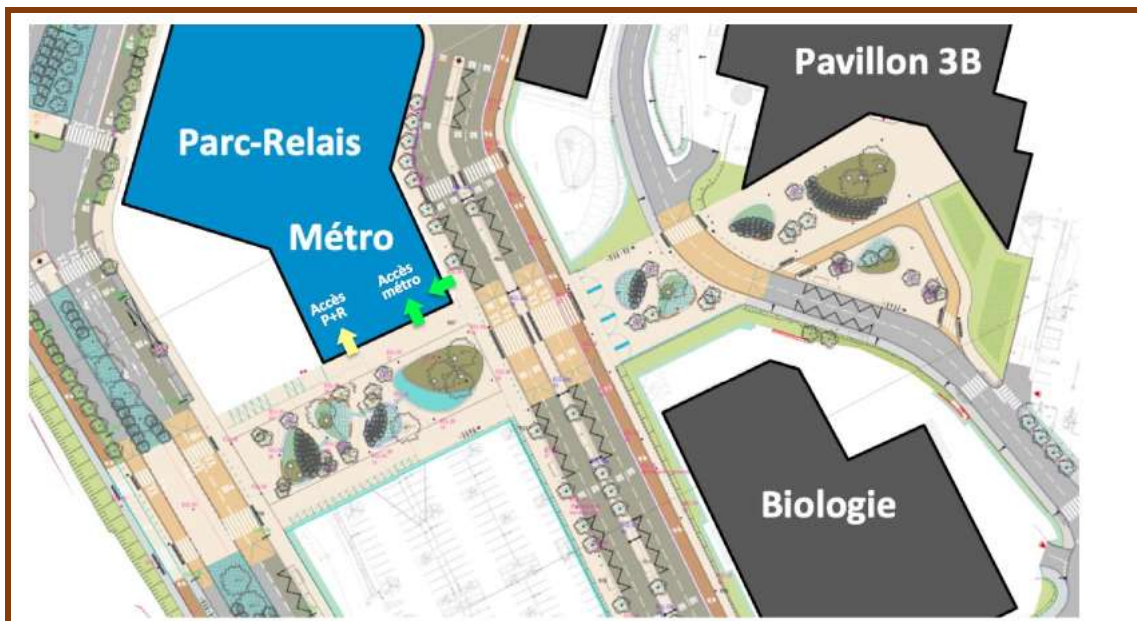 Pavillon 3B
Parc-Relais
Métro
Accès
P+R
Accès
métro
Biologie